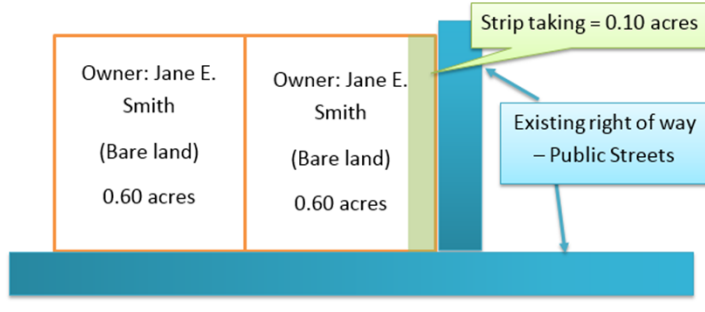 Strip taking = 0.10 acres
Owner: Jane E.
Smith
(Bare land)
0.60 acres
Owner: Jane E.
Smith
(Bare land)
0.60 acres
Existing right of way
– Public Streets